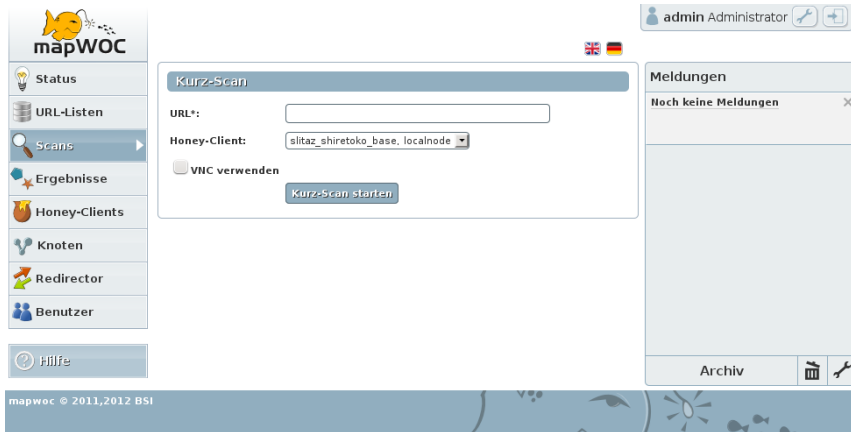 mapWOC
admin Administrator
Status
URL-Listen
Scans
Ergebnisse
Honey-Clients
Knoten
Redirector
Benutzer
Hilfe
Kurz-Scan
URL*:
Honey-Client: slitaz_shiretoko_base, localnode
VNC verwenden
Kurz-Scan starten
Meldungen
Noch keine Meldungen
Archiv
mapwoc © 2011,2012 BSI